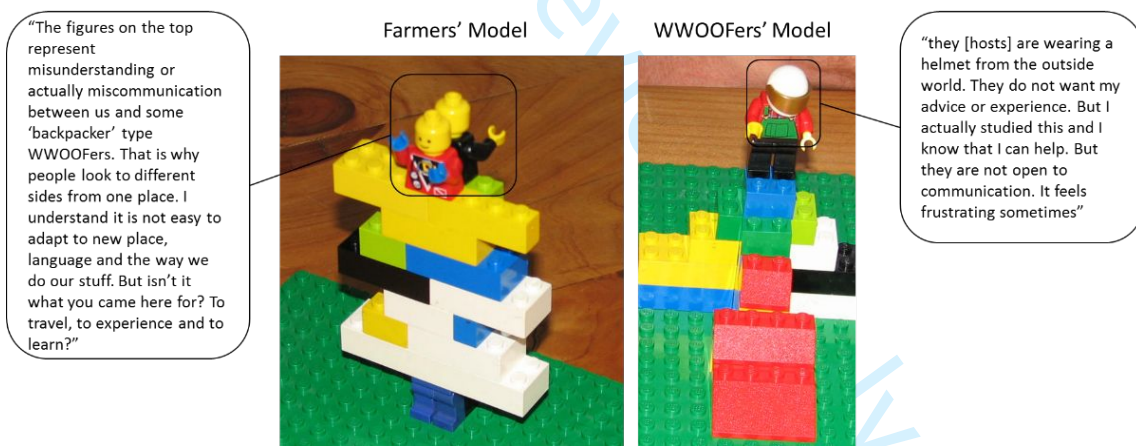 “The figures on the top
represent
misunderstanding or
actually miscommunication
between us and some
‘backpacker’ type
WWOOFers. That is why
people look to different
sides from one place. I
understand it is not easy to
adapt to new place,
language and the way we
do our stuff. But isn’t it
what you came here for? To
travel, to experience and to
learn?”
Farmers’ Model
WWOOFers’ Model
“they [hosts] are wearing a
helmet from the outside
world. They do not want my
advice or experience. But I
actually studied this and I
know that I can help. But
they are not open to
communication. It feels
frustrating sometimes”